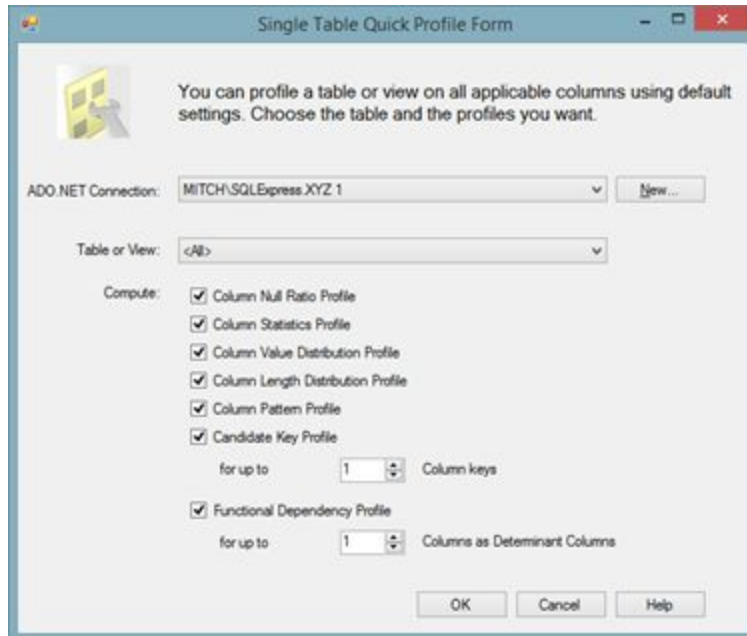 Single Table Quick Profile Form
You can profile a table or view on all applicable columns using default
settings. Choose the table and the profiles you want.
ADO.NET Connection: MITCH\SQLExpress.XYZ 1 New...
Table or View: <All>
Compute: Column Null Ratio Profile
Column Statistics Profile
Column Value Distribution Profile
Column Length Distribution Profile
Column Pattern Profile
Candidate Key Profile
for up to 1 Column keys
Functional Dependency Profile
for up to 1 Columns as Determinant Columns
OK Cancel Help